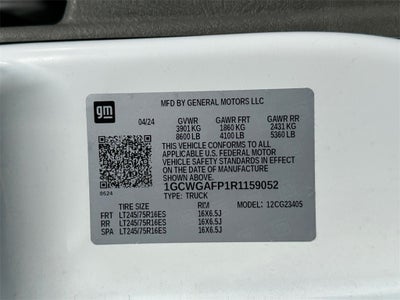 gm
MFD BY GENERAL MOTORS LLC
04/24 GVWR GAWR FRT GAWR RR
3901 KG 1860 KG 2431 KG
8600 LB 4100 LB 5360 LB
THIS VEHICLE CONFORMS TO ALL
APPLICABLE U.S. FEDERAL MOTOR
VEHICLE SAFETY STANDARDS IN EFFECT
ON THE DATE OF MANUFACTURE SHOWN ABOVE.
1GCWGAFP1R1159052
8624 TYPE: TRUCK
TIRE SIZE RIM MODEL: 12CG23405
FRT LT245/75R16ES 16X6.5J
RR LT245/75R16ES 16X6.5J
SPA LT245/75R16ES 16X6.5J